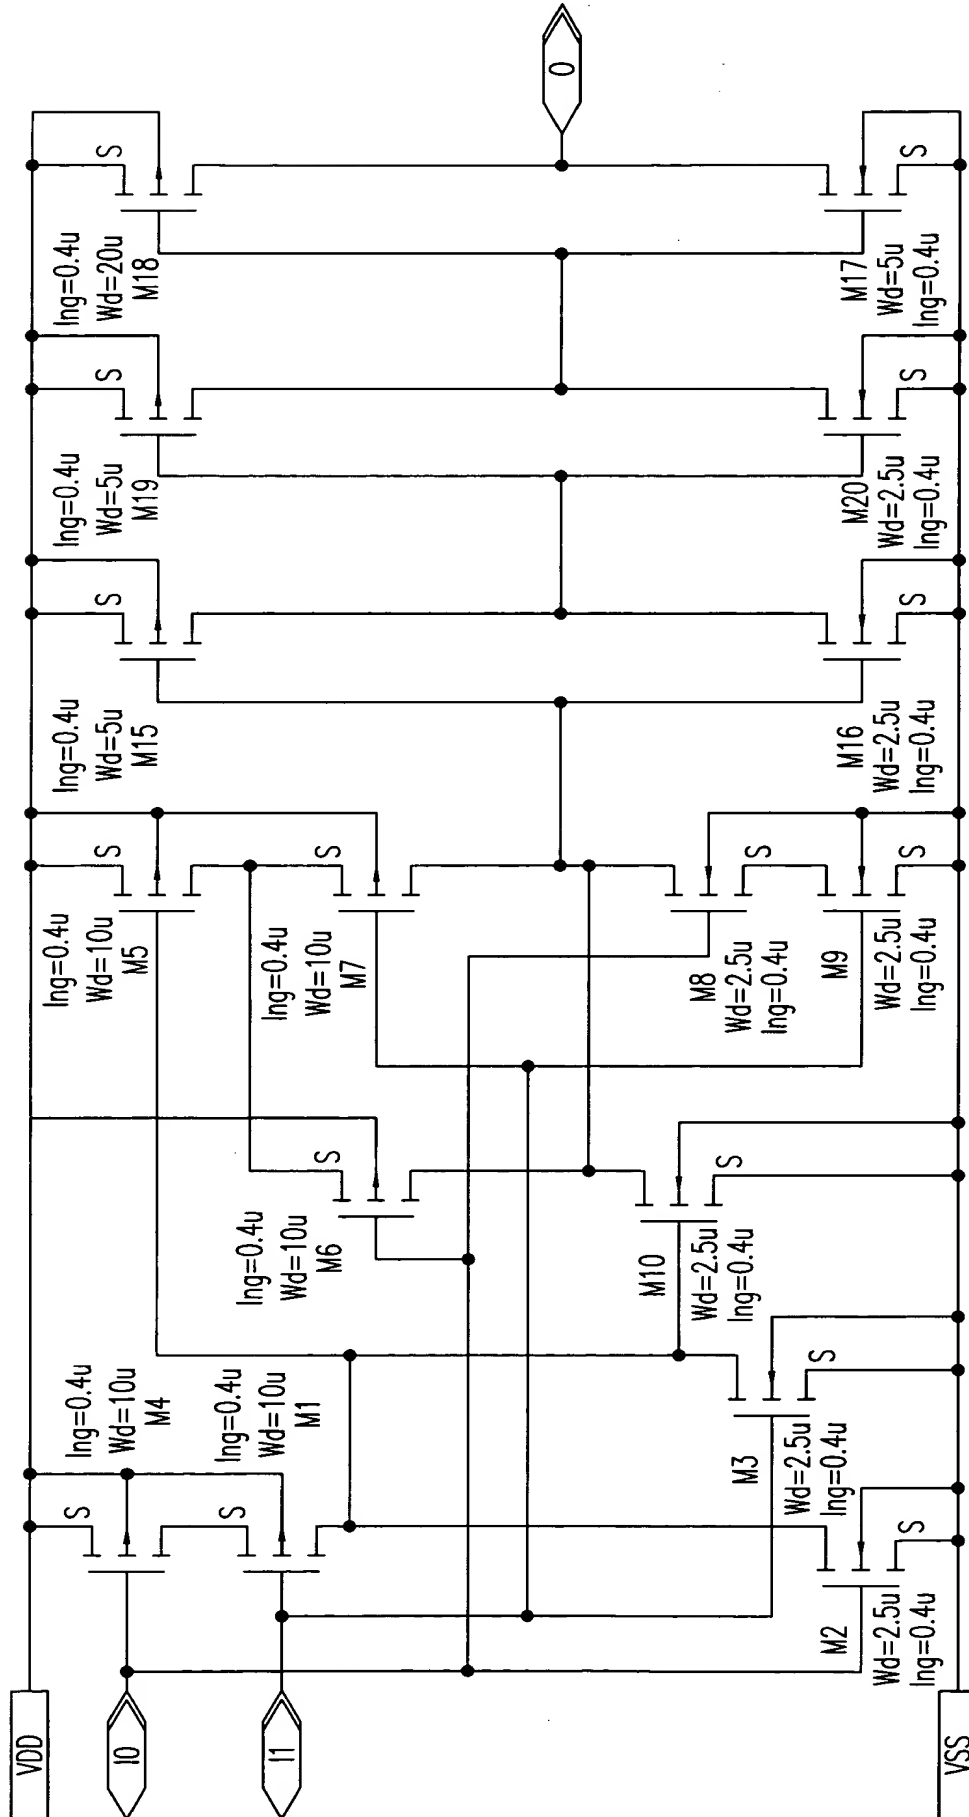 VDD
I0
I1
VSS
lng=0.4u
Wd=10u
M4
S
lng=0.4u
Wd=10u
M1
S
M2
Wd=2.5u
lng=0.4u
S
M3
Wd=2.5u
lng=0.4u
S
lng=0.4u
Wd=10u
M6
S
M10
Wd=2.5u
lng=0.4u
S
lng=0.4u
Wd=10u
M5
S
lng=0.4u
Wd=10u
M7
S
M8
Wd=2.5u
lng=0.4u
S
M9
Wd=2.5u
lng=0.4u
S
lng=0.4u
Wd=5u
M15
S
M16
Wd=2.5u
lng=0.4u
S
lng=0.4u
Wd=5u
M19
S
M20
Wd=2.5u
lng=0.4u
S
lng=0.4u
Wd=20u
M18
S
M17
Wd=5u
lng=0.4u
S
O